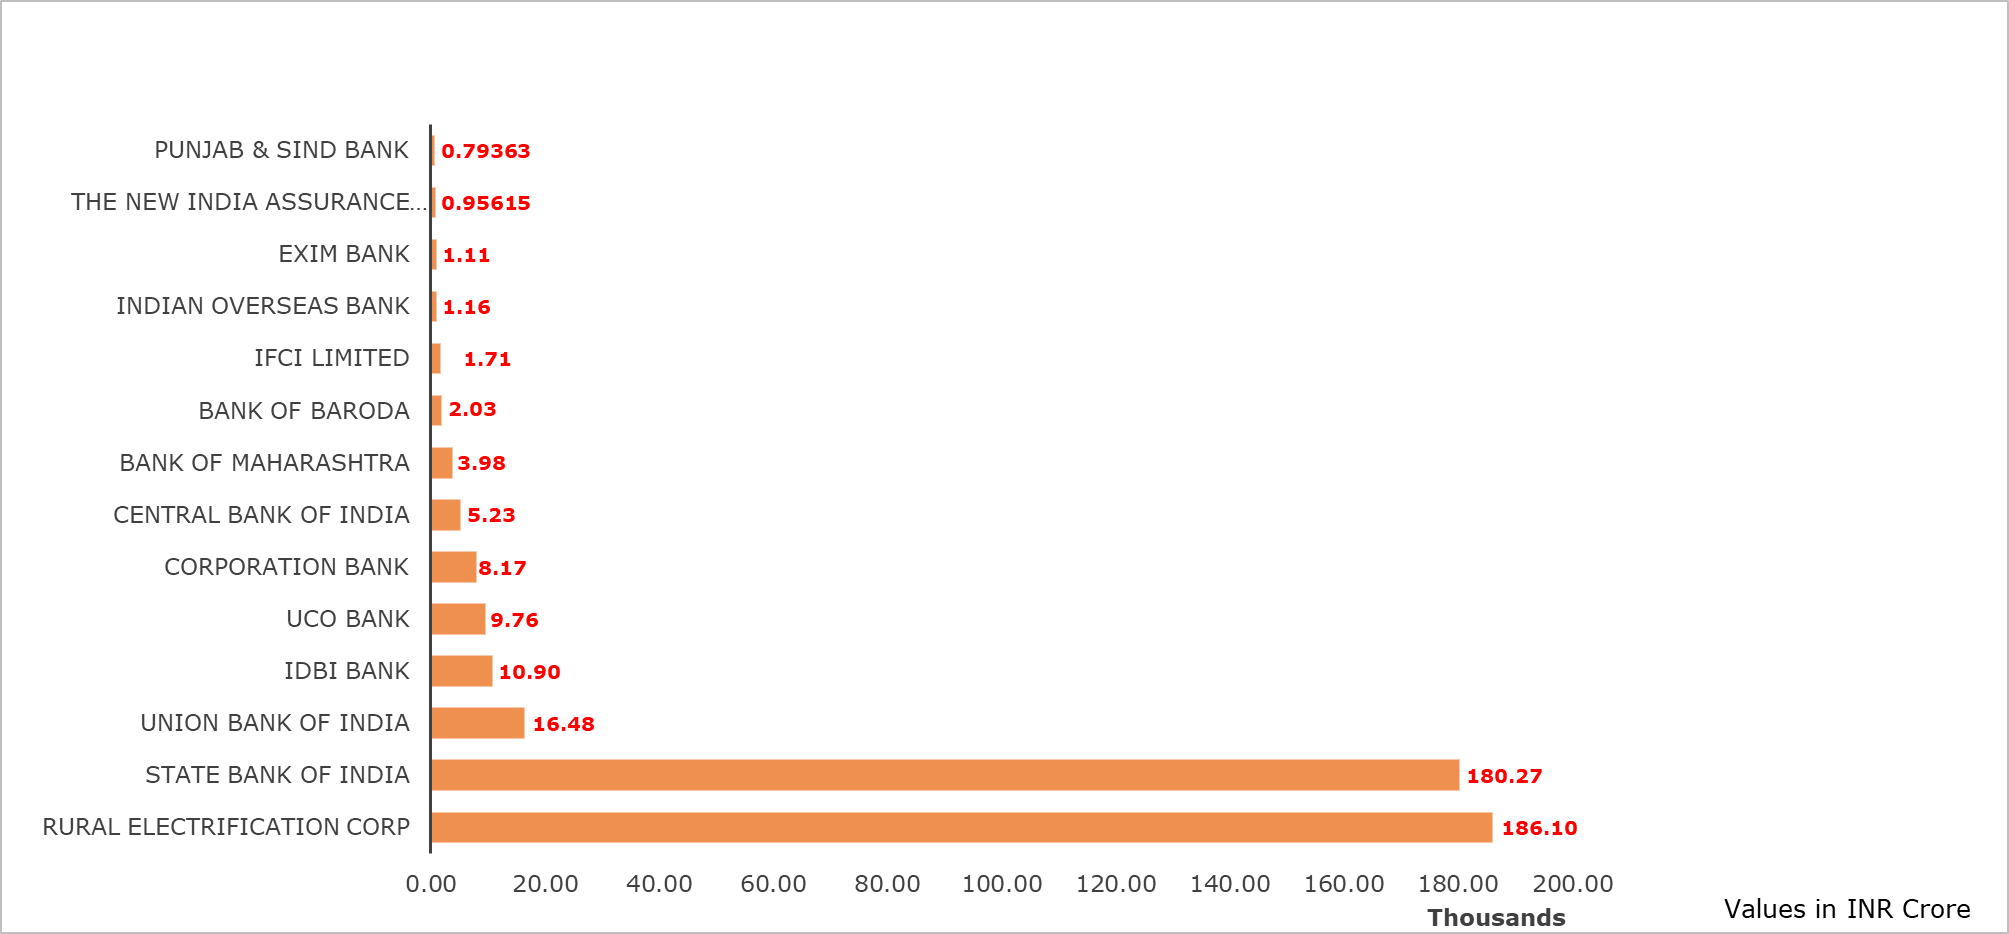 PUNJAB & SIND BANK 0.79363
THE NEW INDIA ASSURANCE... 0.95615
EXIM BANK 1.11
INDIAN OVERSEAS BANK 1.16
IFCI LIMITED 1.71
BANK OF BARODA 2.03
BANK OF MAHARASHTRA 3.98
CENTRAL BANK OF INDIA 5.23
CORPORATION BANK 8.17
UCO BANK 9.76
IDBI BANK 10.90
UNION BANK OF INDIA 16.48
STATE BANK OF INDIA 180.27
RURAL ELECTRIFICATION CORP 186.10
0.00 20.00 40.00 60.00 80.00 100.00 120.00 140.00 160.00 180.00 200.00
Thousands
Values in INR Crore